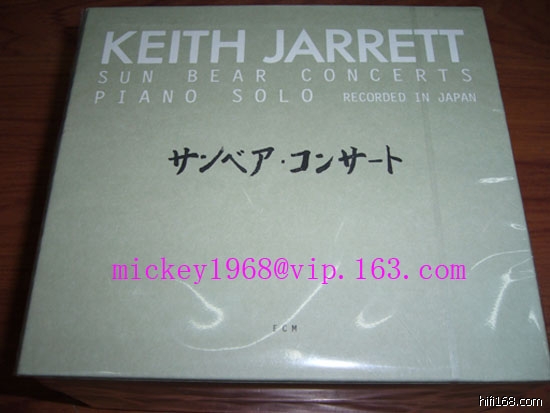 KEITH JARRETT
SUN BEAR CONCERTS
PIANO SOLO RECORDED IN JAPAN
サンベア・コンサート
mickey1968@vip.163.com
ECM
hifi168.com